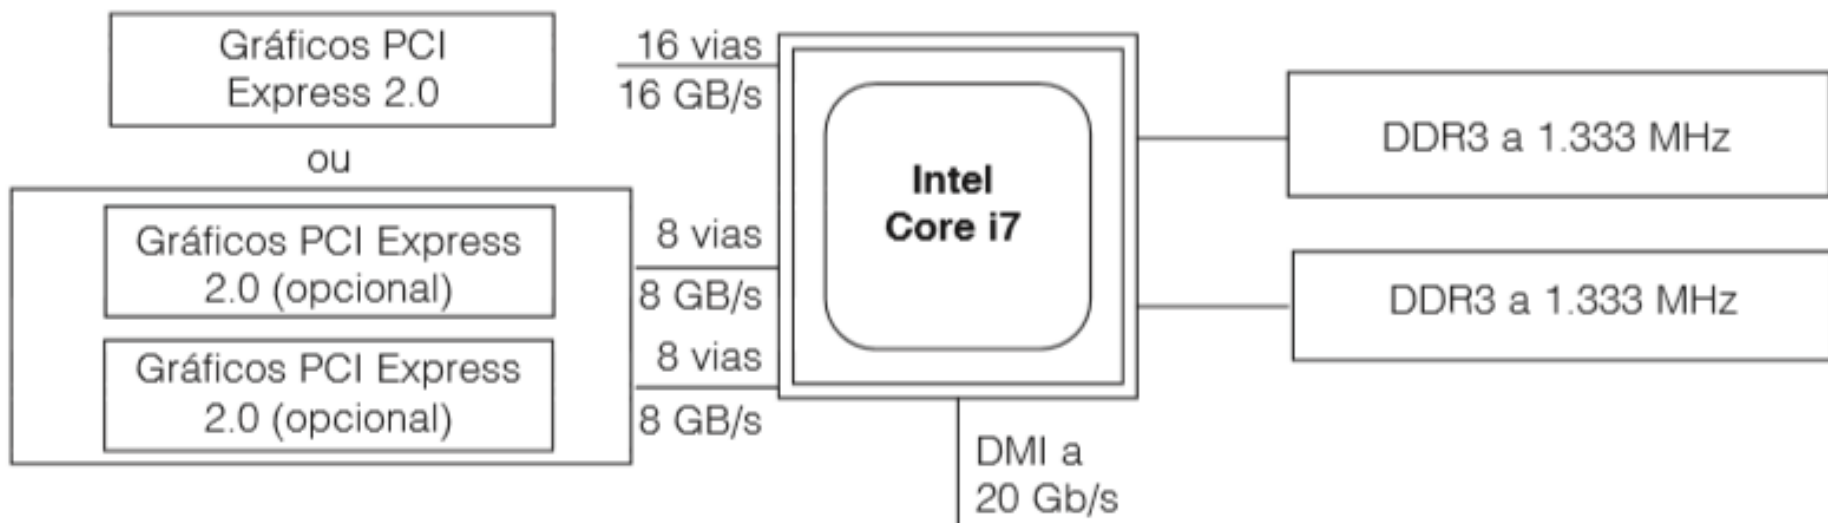 Gráficos PCI
Express 2.0
16 vias
16 GB/s
ou
Gráficos PCI Express
2.0 (opcional)
8 vias
8 GB/s
Gráficos PCI Express
2.0 (opcional)
8 vias
8 GB/s
Intel
Core i7
DDR3 a 1.333 MHz
DDR3 a 1.333 MHz
DMI a
20 Gb/s